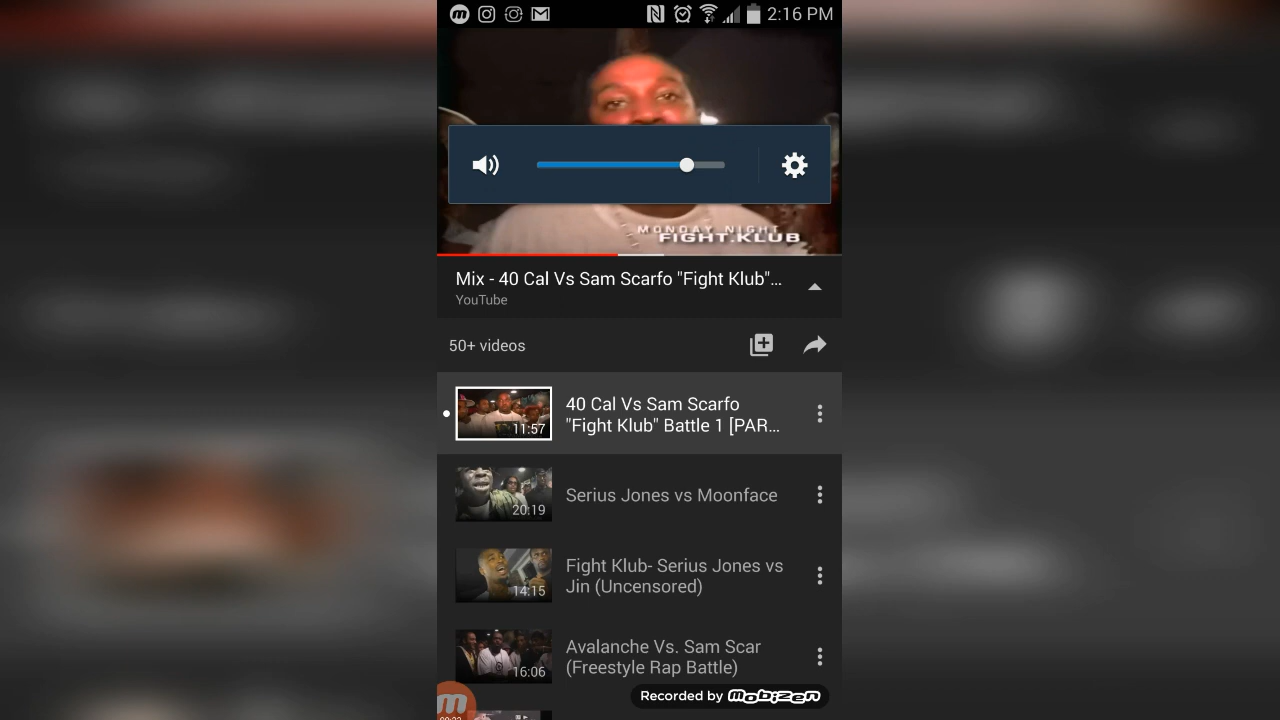 2:16 PM
MONDAY NIGHT
FIGHT.KLUB
Mix - 40 Cal Vs Sam Scarfo "Fight Klub"...
YouTube
50+ videos
11:57
40 Cal Vs Sam Scarfo
"Fight Klub" Battle 1 [PAR...
20:19
Serius Jones vs Moonface
14:15
Fight Klub- Serius Jones vs
Jin (Uncensored)
16:06
Avalanche Vs. Sam Scar
(Freestyle Rap Battle)
Recorded by mobizen